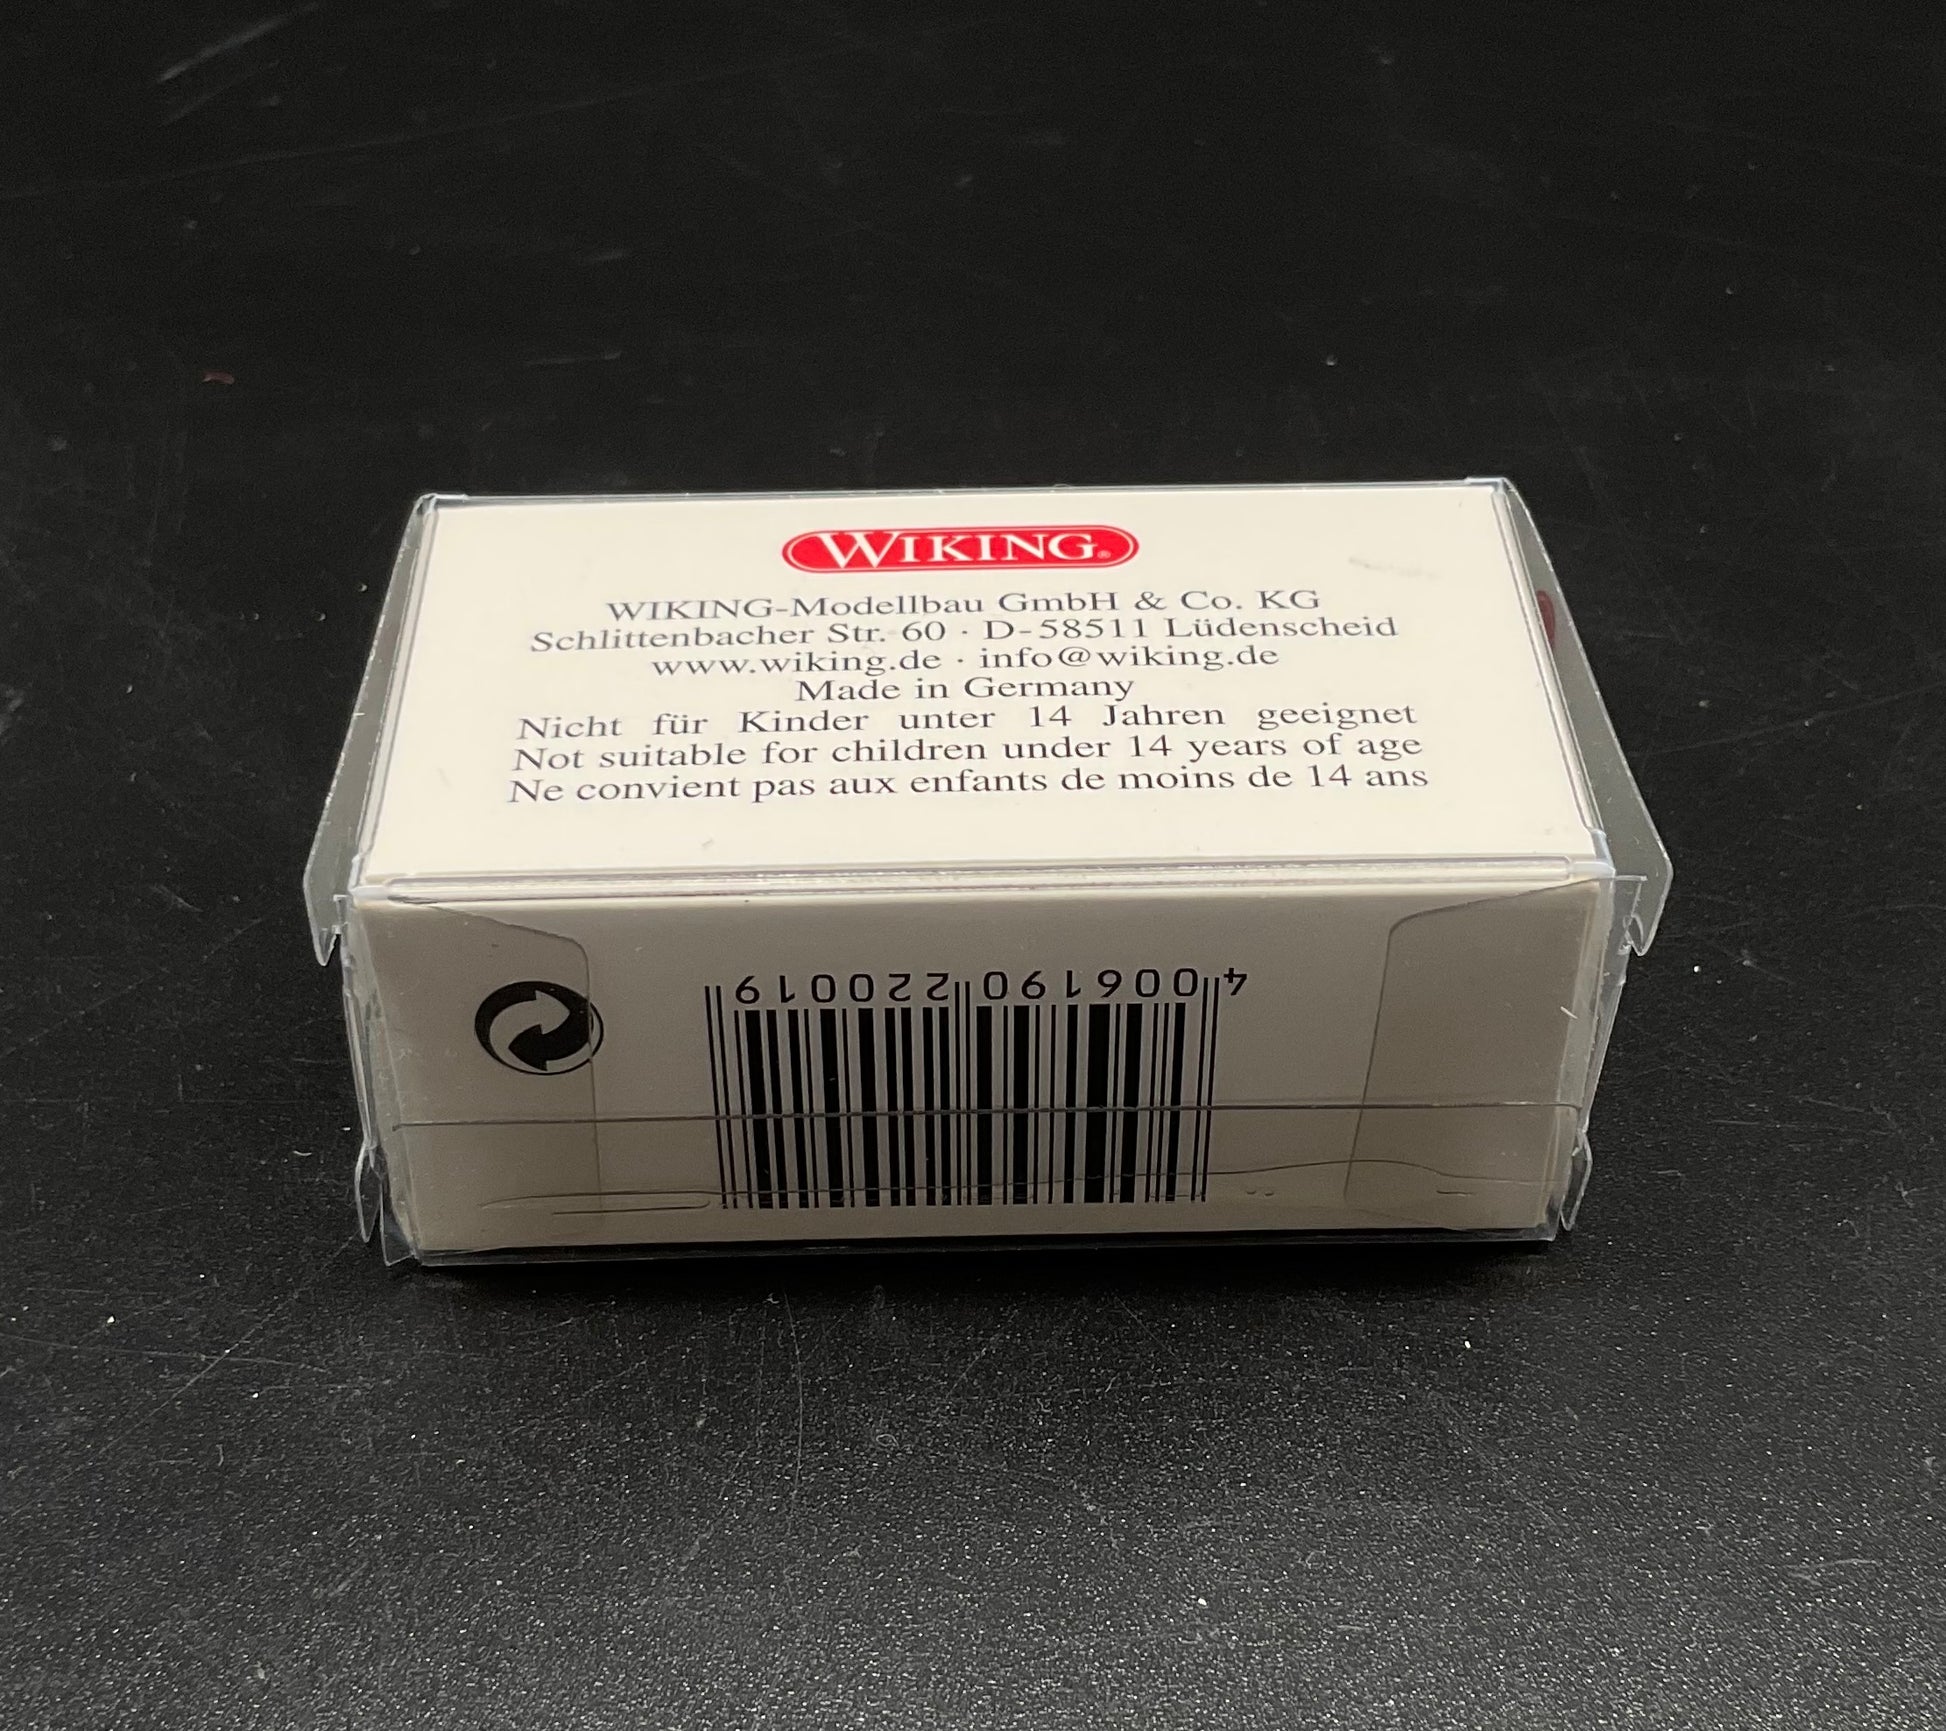 WIKING®
WIKING-Modellbau GmbH & Co. KG
Schlittenbacher Str. 60 · D-58511 Lüdenscheid
www.wiking.de · info@wiking.de
Made in Germany
Nicht für Kinder unter 14 Jahren geeignet
Not suitable for children under 14 years of age
Ne convient pas aux enfants de moins de 14 ans
4 006190 220019